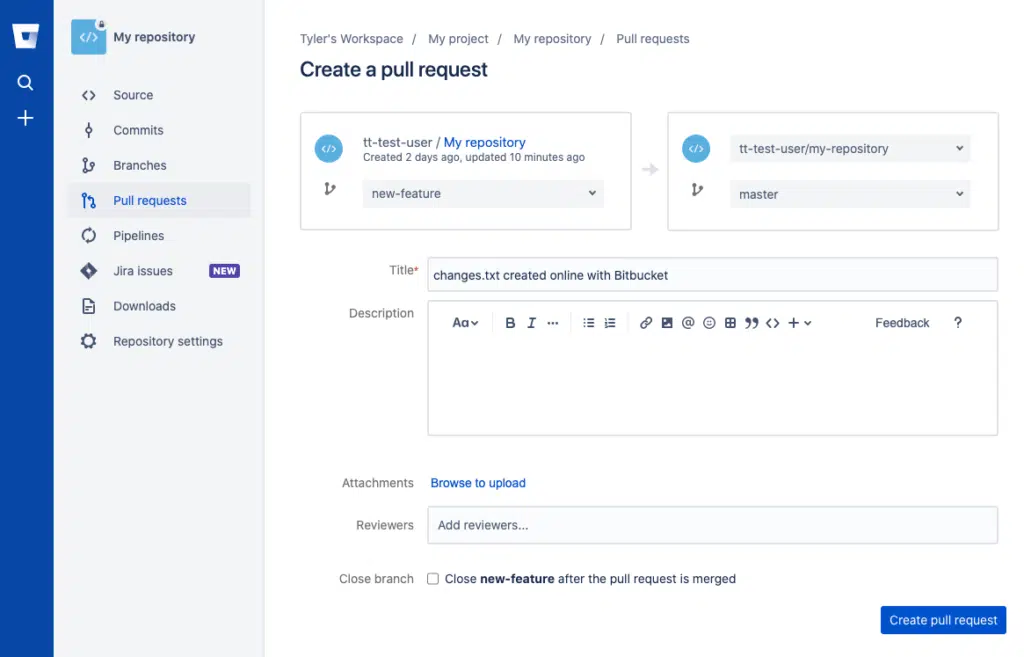 My repository
Source
Commits
Branches
Pull requests
Pipelines
Jira issues NEW
Downloads
Repository settings
Tyler's Workspace / My project / My repository / Pull requests
Create a pull request
tt-test-user / My repository
Created 2 days ago, updated 10 minutes ago
new-feature
tt-test-user/my-repository
master
Title* changes.txt created online with Bitbucket
Description
Aa B I ··· @ Feedback ?
Attachments Browse to upload
Reviewers Add reviewers...
Close branch Close new-feature after the pull request is merged
Create pull request